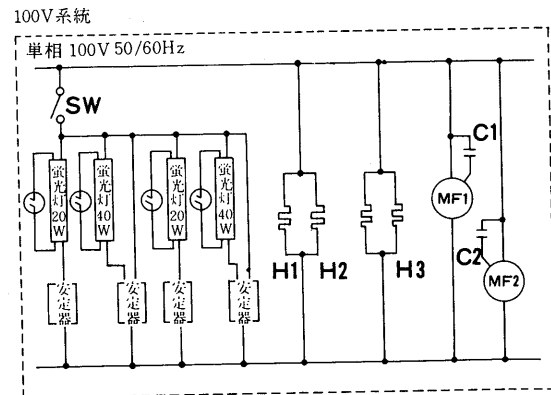 100V系統
単相 100V 50/60Hz
SW
C1
蛍光灯20W
蛍光灯40W
蛍光灯20W
蛍光灯40W
MF1
C2
H1
H2
H3
MF2
安定器
安定器
安定器
安定器